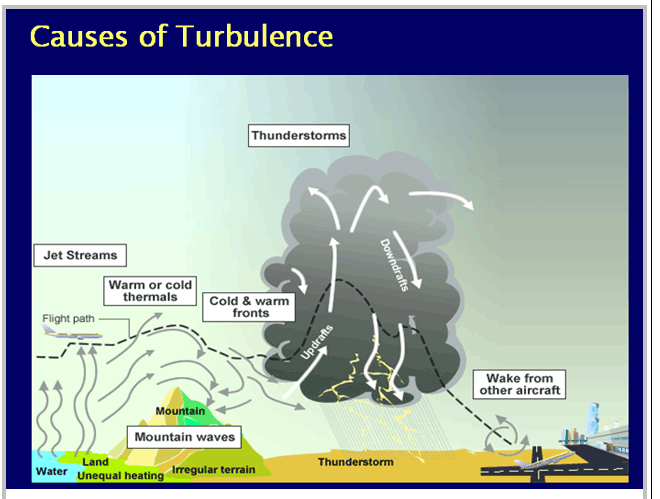 Causes of Turbulence
Thunderstorms
Jet Streams
Warm or cold
thermals
Cold & warm
fronts
Flight path
Downdrafts
Updrafts
Wake from
other aircraft
Mountain
Mountain waves
Water
Land
Unequal heating
Irregular terrain
Thunderstorm